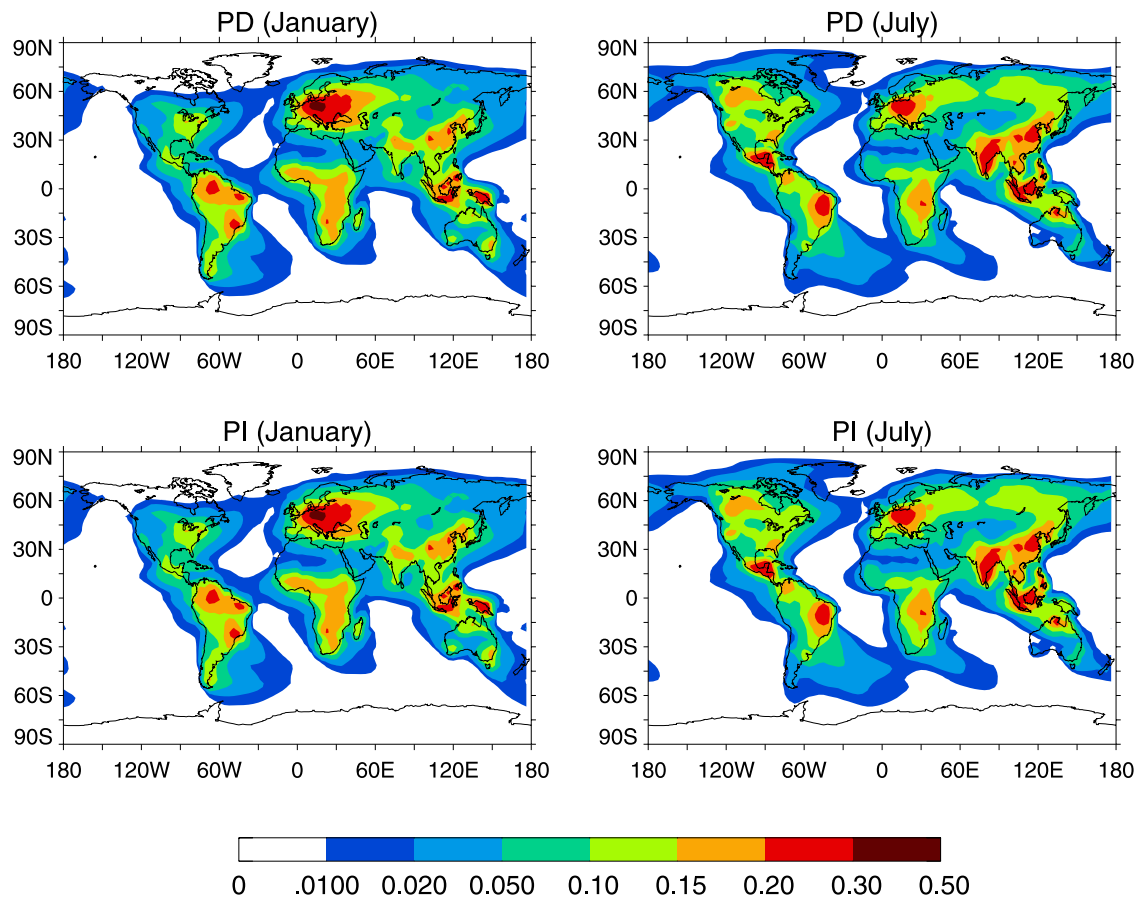 PD (January)
PD (July)
90N
60N
30N
0
30S
60S
90S
180 120W 60W 0 60E 120E 180
90N
60N
30N
0
30S
60S
90S
180 120W 60W 0 60E 120E 180
PI (January)
PI (July)
90N
60N
30N
0
30S
60S
90S
180 120W 60W 0 60E 120E 180
90N
60N
30N
0
30S
60S
90S
180 120W 60W 0 60E 120E 180
0 .0100 0.020 0.050 0.10 0.15 0.20 0.30 0.50